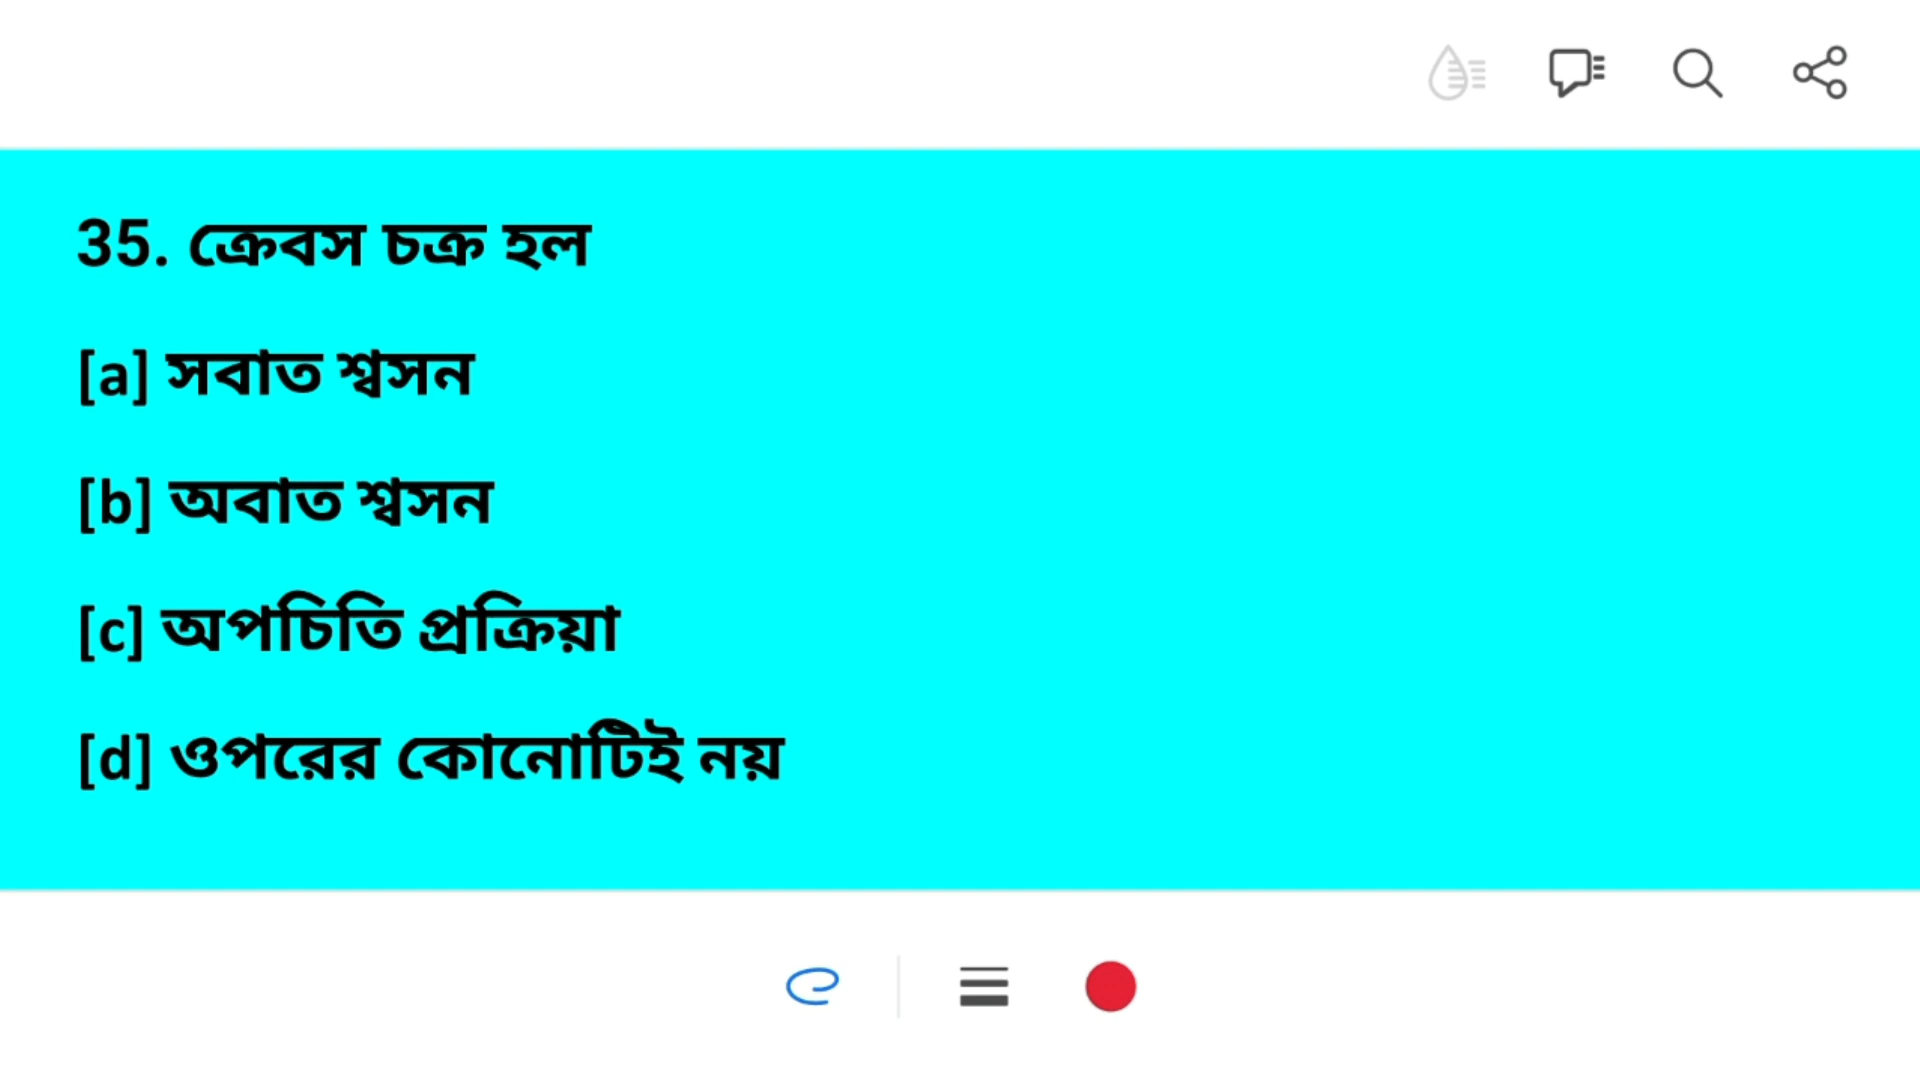 35. ক্রেবস চক্র হল
[a] সবাত শ্বসন
[b] অবাত শ্বসন
[c] অপচিতি প্রক্রিয়া
[d] ওপরের কোনোটিই নয়